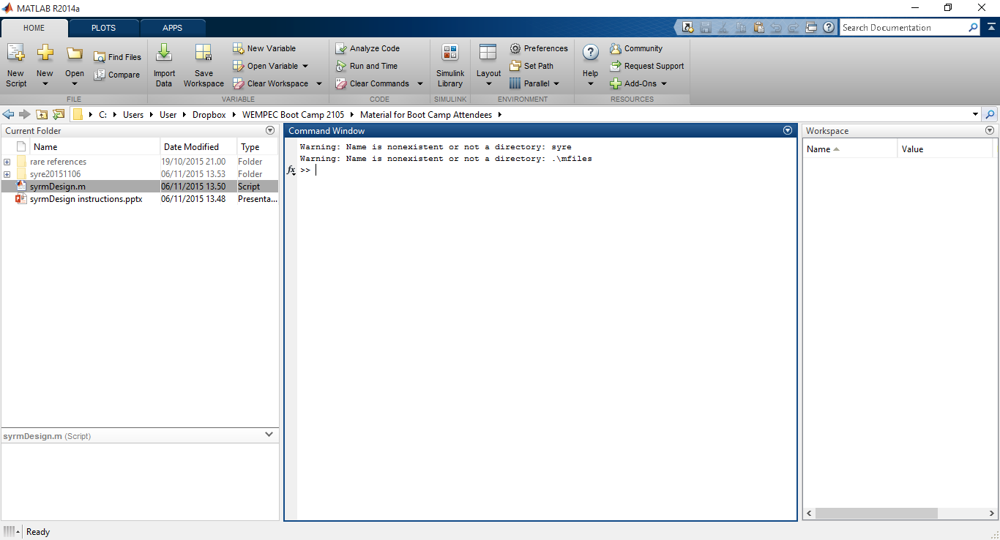 MATLAB R2014a
HOME PLOTS APPS Search Documentation
New Script New Open Find Files Compare Import Data Save Workspace New Variable Open Variable Clear Workspace Analyze Code Run and Time Clear Commands Simulink Library Layout Preferences Set Path Parallel Help Community Request Support Add-Ons
FILE VARIABLE CODE SIMULINK ENVIRONMENT RESOURCES
C: Users User Dropbox WEMPEC Boot Camp 2105 Material for Boot Camp Attendees
Current Folder
Name Date Modified Type
rare references 19/10/2015 21.00 Folder
syre20151106 06/11/2015 13.53 Folder
syrmDesign.m 06/11/2015 13.50 Script
syrmDesign instructions.pptx 06/11/2015 13.48 Presenta...
syrmDesign.m (Script)
Command Window
Warning: Name is nonexistent or not a directory: syre
Warning: Name is nonexistent or not a directory: .\mfiles
fx >>
Workspace
Name Value
Ready